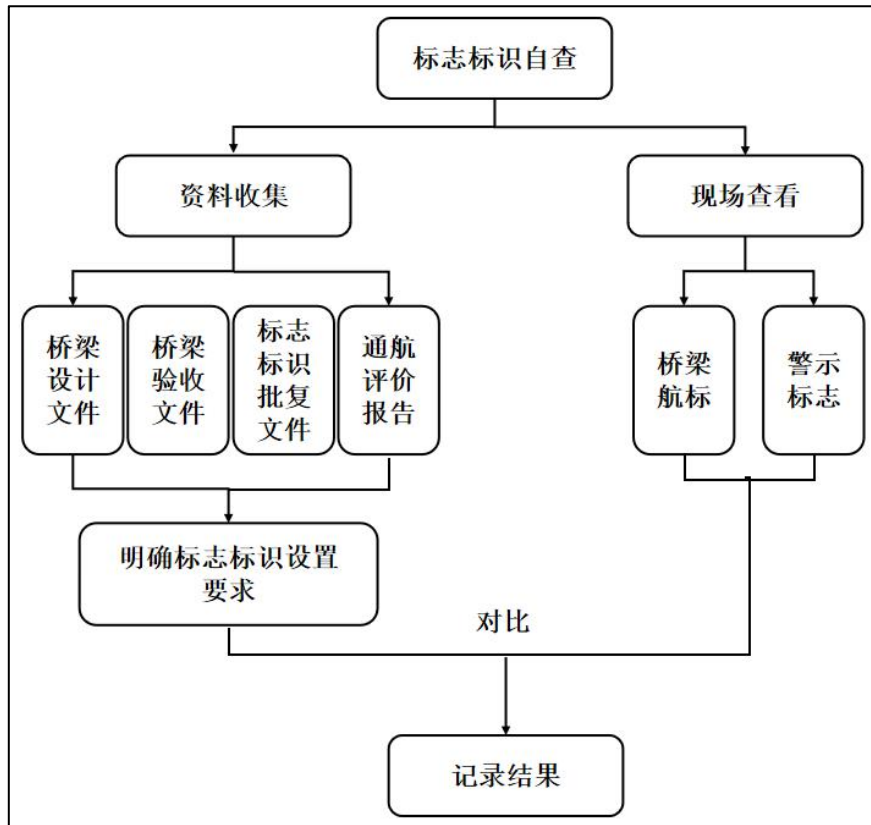 标志标识自查
资料收集
现场查看
桥梁
设计
文件
桥梁
验收
文件
标志
标识
批复
文件
通航
评价
报告
桥梁
航标
警示
标志
明确标志标识设置
要求
对比
记录结果